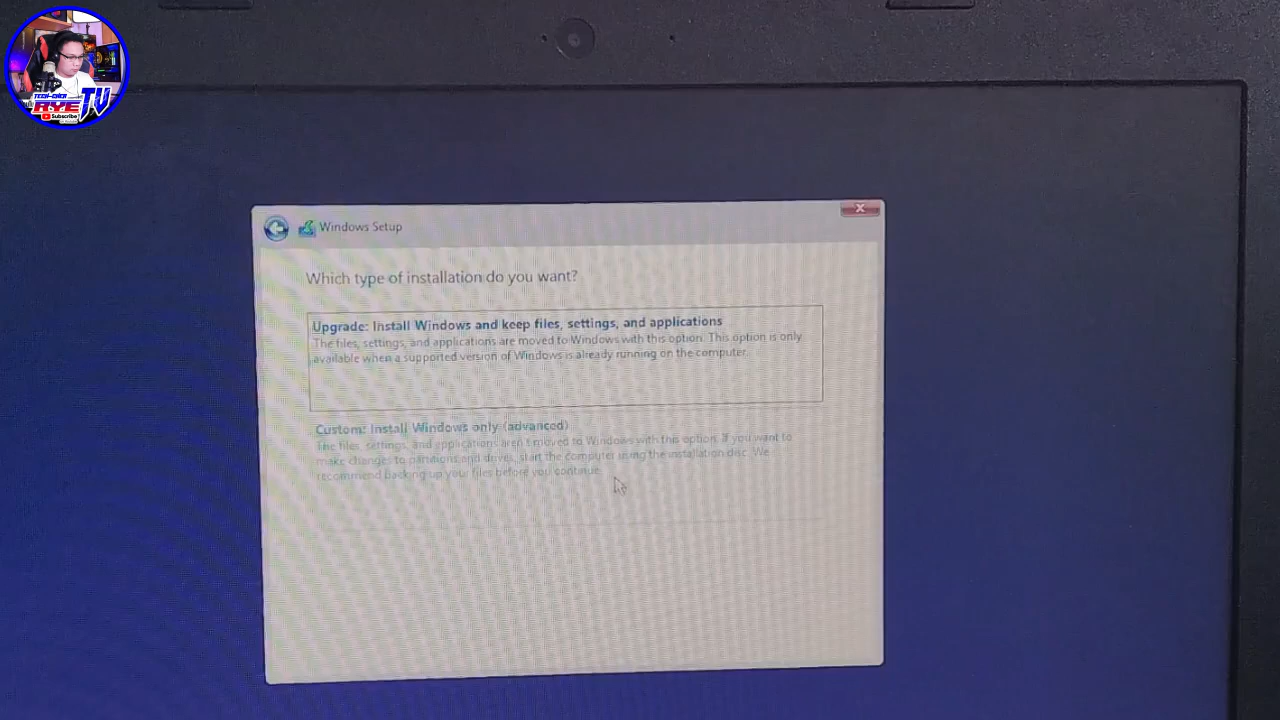 TECH-CHER
RYE TV
Subscribe
Windows Setup
Which type of installation do you want?
Upgrade: Install Windows and keep files, settings, and applications
The files, settings, and applications are moved to Windows with this option. This option is only
available when a supported version of Windows is already running on the computer.
Custom: Install Windows only (advanced)
The files, settings, and applications aren't moved to Windows with this option. If you want to
make changes to partitions and drives, start the computer using the installation disc. We
recommend backing up your files before you continue.